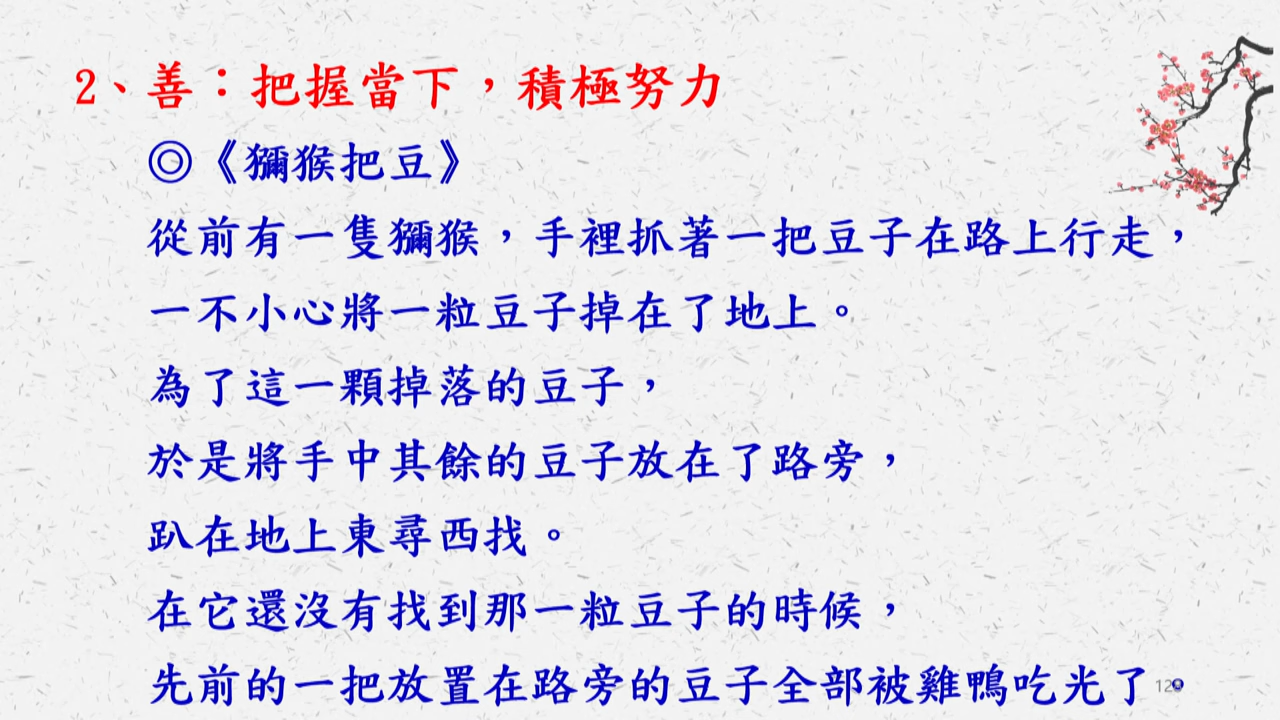 2、善：把握當下，積極努力
◎《獼猴把豆》
從前有一隻獼猴，手裡抓著一把豆子在路上行走，
一不小心將一粒豆子掉在了地上。
為了這一顆掉落的豆子，
於是將手中其餘的豆子放在了路旁，
趴在地上東尋西找。
在它還沒有找到那一粒豆子的時候，
先前的一把放置在路旁的豆子全部被雞鴨吃光了。